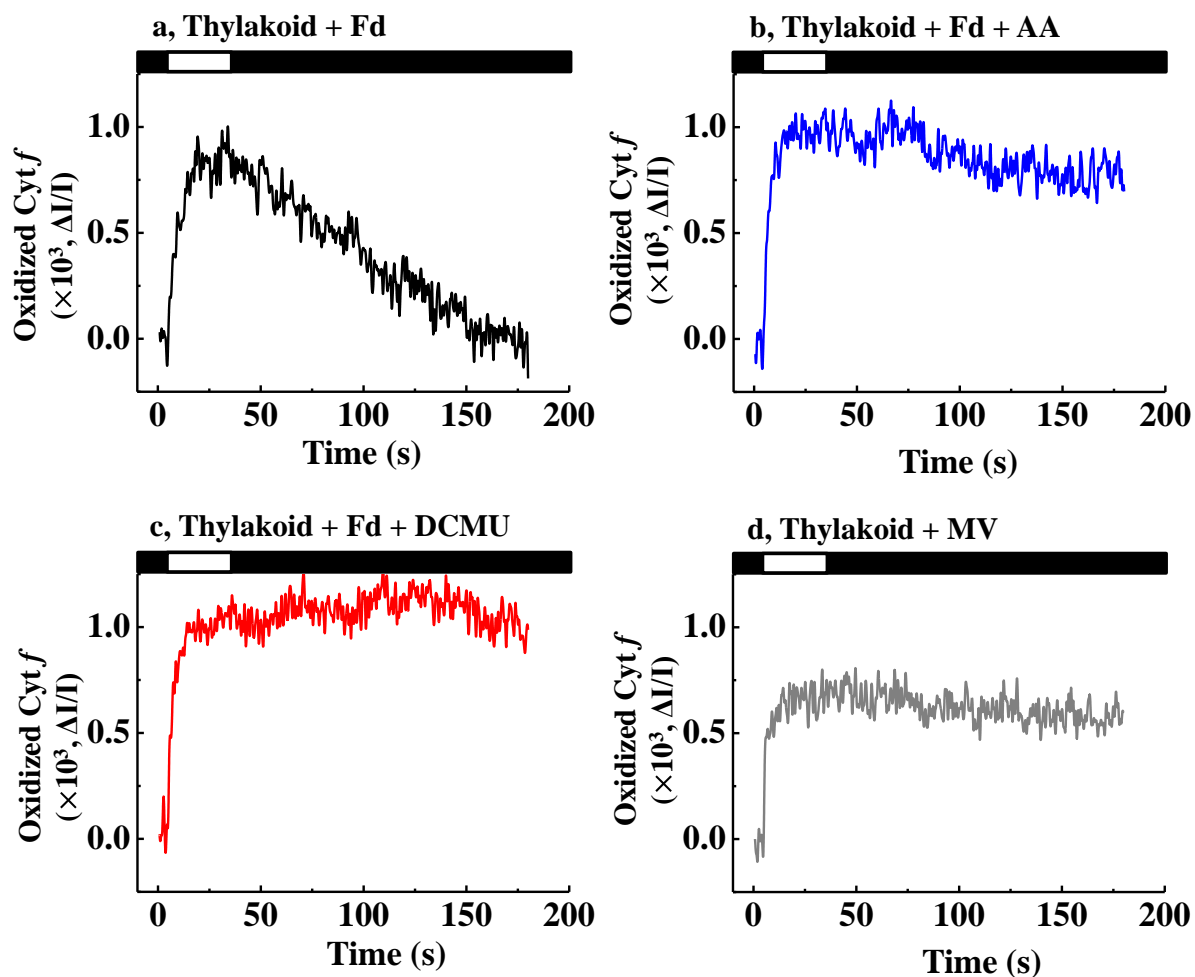 a, Thylakoid + Fd
1.0
0.5
0.0
Oxidized Cyt f
(×10³, ΔI/I)
0 50 100 150 200
Time (s)
b, Thylakoid + Fd + AA
1.0
0.5
0.0
Oxidized Cyt f
(×10³, ΔI/I)
0 50 100 150 200
Time (s)
c, Thylakoid + Fd + DCMU
1.0
0.5
0.0
Oxidized Cyt f
(×10³, ΔI/I)
0 50 100 150 200
Time (s)
d, Thylakoid + MV
1.0
0.5
0.0
Oxidized Cyt f
(×10³, ΔI/I)
0 50 100 150 200
Time (s)